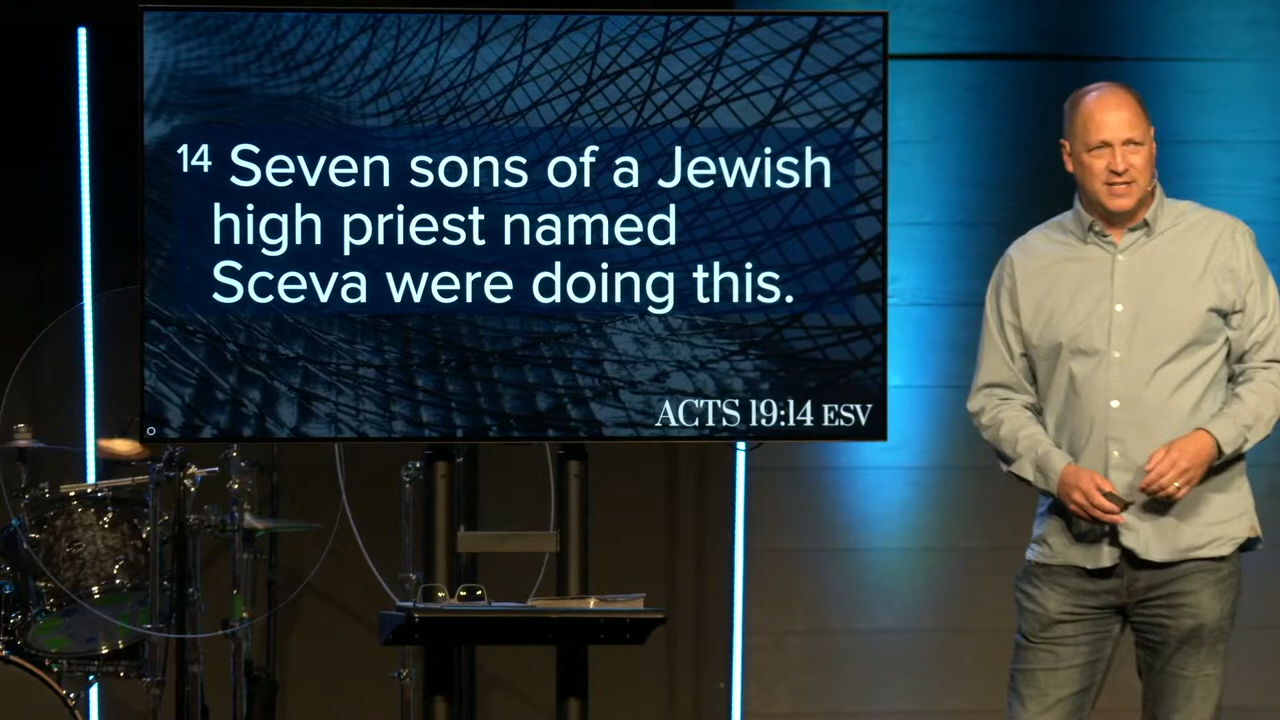 ¹⁴ Seven sons of a Jewish
high priest named
Sceva were doing this.
ACTS 19:14 ESV